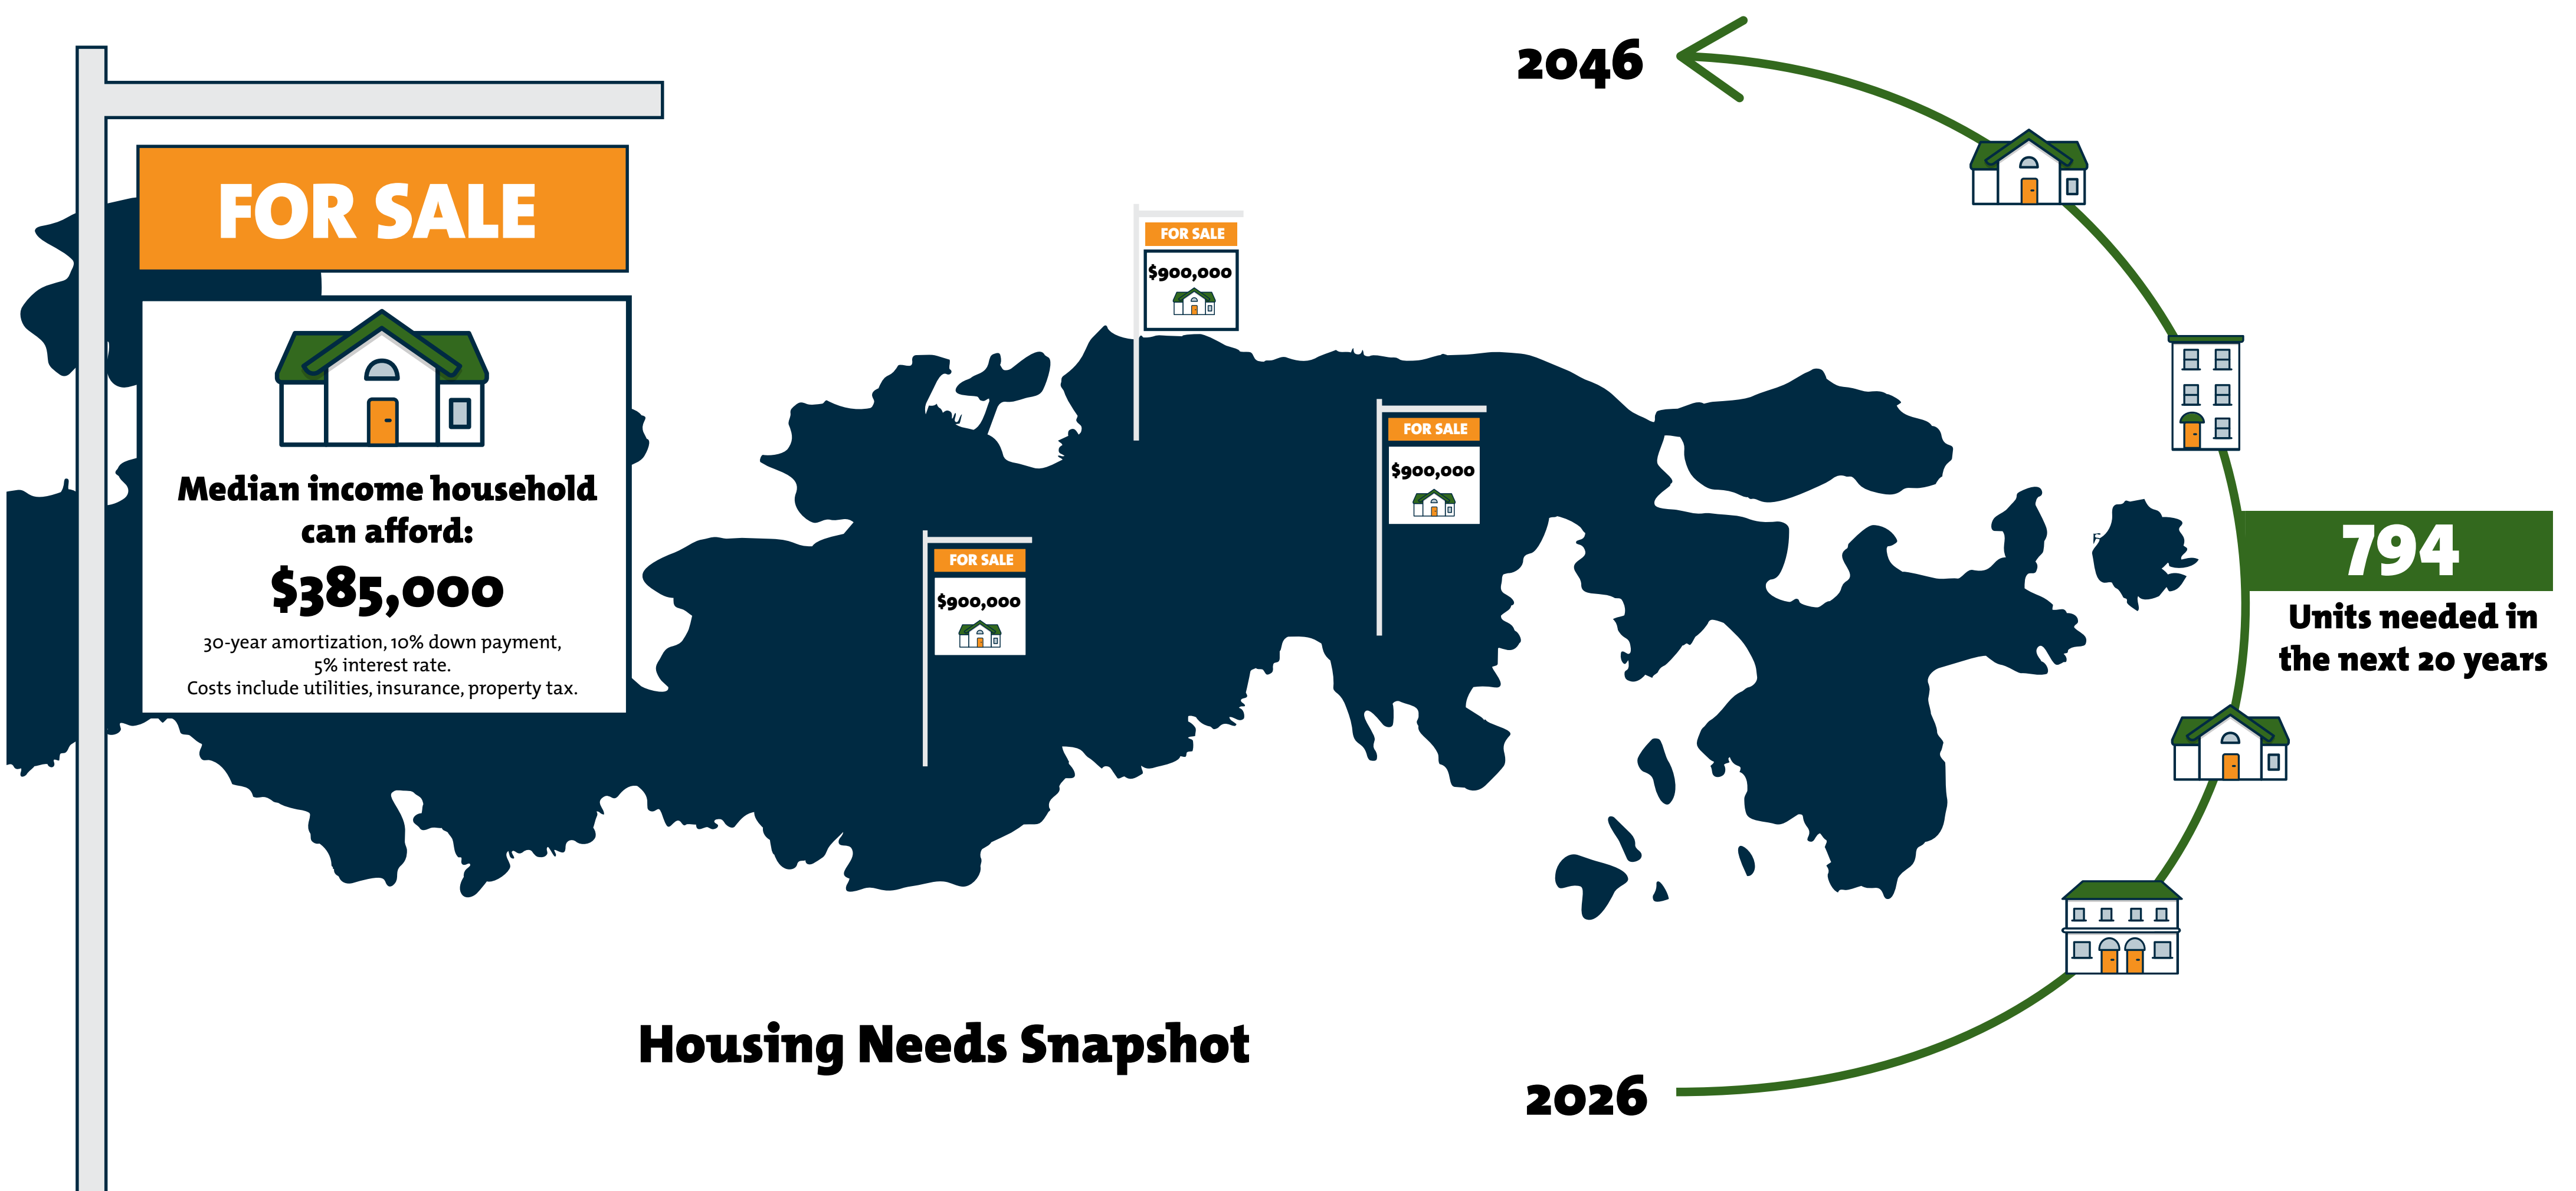 FOR SALE
Median income household
can afford:
$385,000
30-year amortization, 10% down payment,
5% interest rate.
Costs include utilities, insurance, property tax.
FOR SALE
$900,000
FOR SALE
$900,000
FOR SALE
$900,000
2046
794
Units needed in
the next 20 years
2026
Housing Needs Snapshot